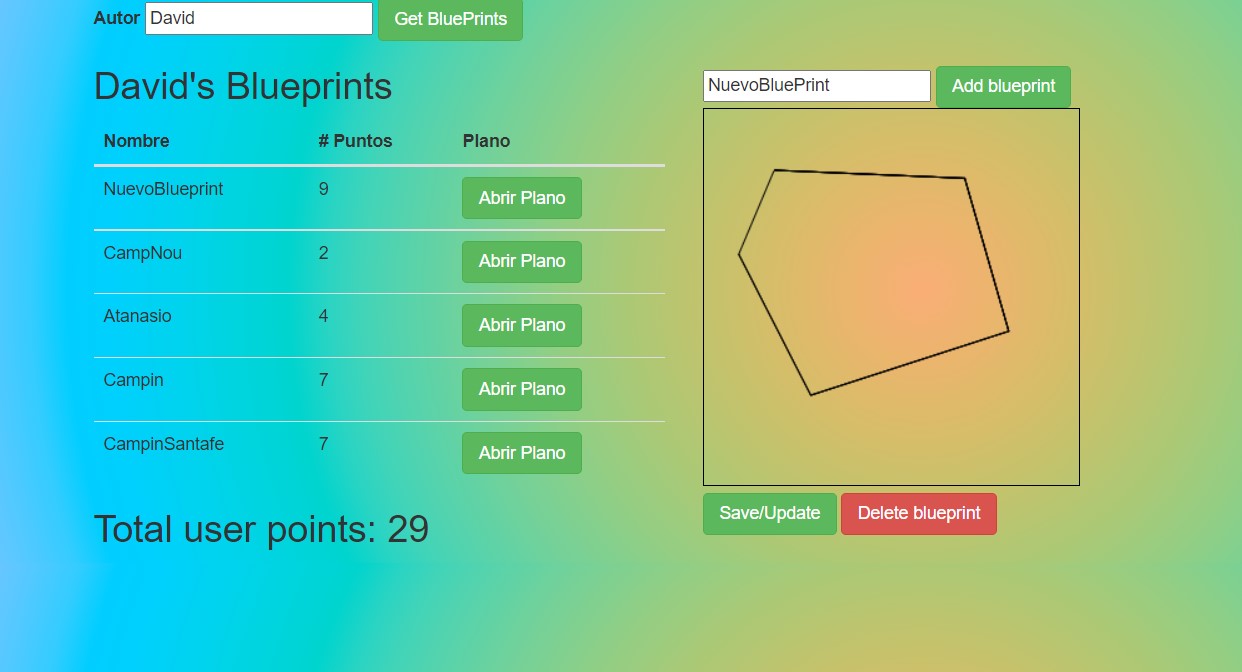 Autor David Get BluePrints
David's Blueprints
Nombre # Puntos Plano
NuevoBlueprint 9 Abrir Plano
CampNou 2 Abrir Plano
Atanasio 4 Abrir Plano
Campin 7 Abrir Plano
CampinSantafe 7 Abrir Plano
Total user points: 29
NuevoBluePrint Add blueprint
Save/Update Delete blueprint